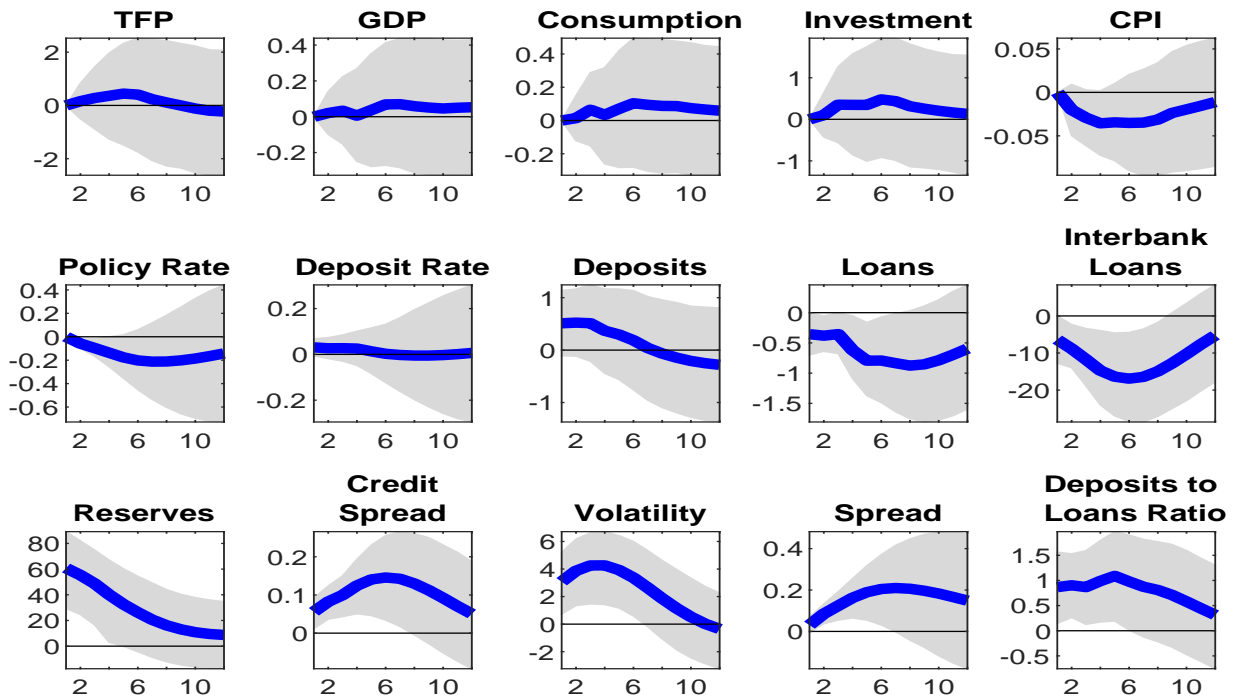 TFP
GDP
Consumption
Investment
CPI
2
0
-2
2 6 10
0.4
0.2
0
-0.2
2 6 10
0.4
0.2
0
-0.2
2 6 10
1
0
-1
2 6 10
0.05
0
-0.05
2 6 10
Policy Rate
Deposit Rate
Deposits
Loans
Interbank
Loans
0.4
0.2
0
-0.2
-0.4
-0.6
2 6 10
0.2
0
-0.2
2 6 10
1
0
-1
2 6 10
0
-0.5
-1
-1.5
2 6 10
0
-10
-20
2 6 10
Reserves
Credit
Spread
Volatility
Spread
Deposits to
Loans Ratio
80
60
40
20
0
2 6 10
0.2
0.1
0
2 6 10
6
4
2
0
-2
2 6 10
0.4
0.2
0
2 6 10
1.5
1
0.5
0
-0.5
2 6 10